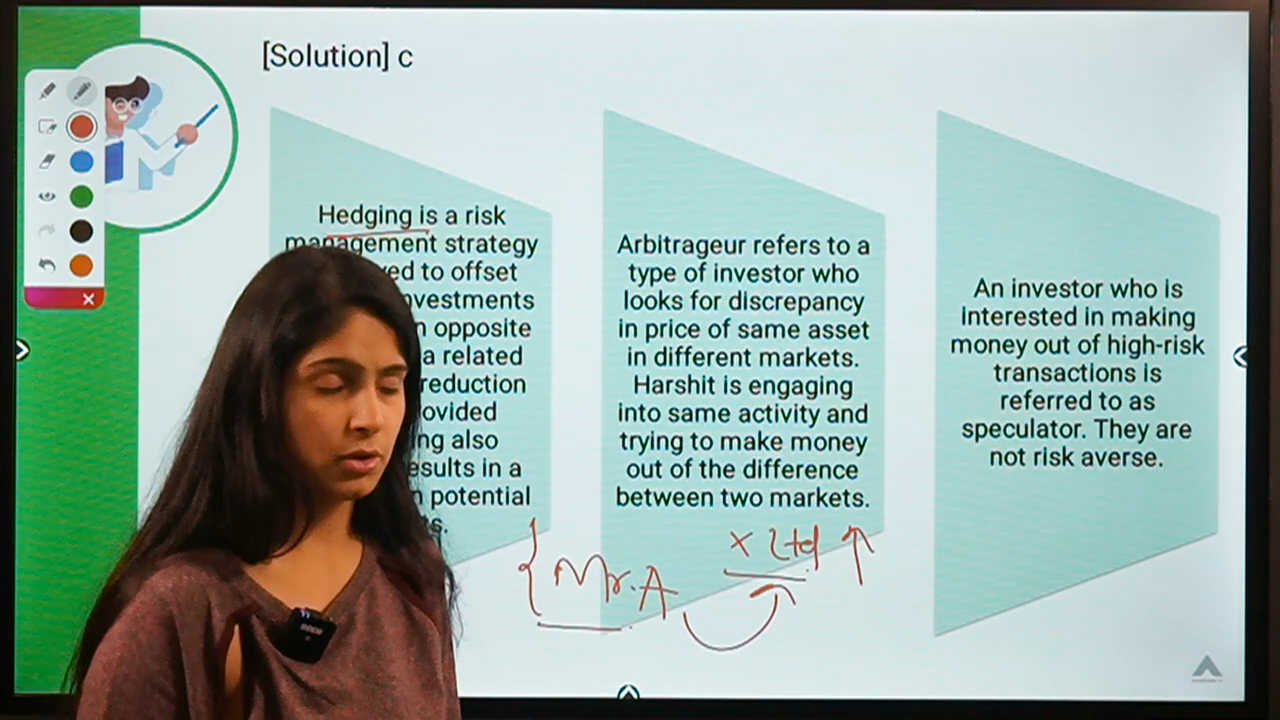 [Solution] c
Hedging is a risk
management strategy
ed to offset
nvestments
opposite
a related
reduction
ovided
ng also
esults in a
potential
s.
Arbitrageur refers to a
type of investor who
looks for discrepancy
in price of same asset
in different markets.
Harshit is engaging
into same activity and
trying to make money
out of the difference
between two markets.
An investor who is
interested in making
money out of high-risk
transactions is
referred to as
speculator. They are
not risk averse.
{ Mr. A
X Ltd ↑